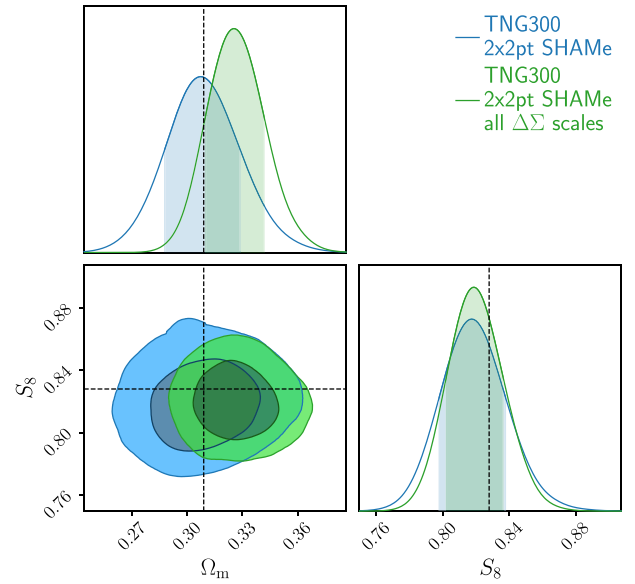 TNG300
2x2pt SHAMe
TNG300
2x2pt SHAMe
all ΔΣ scales
0.88
0.84
0.80
0.76
S₈
0.27
0.30
0.33
0.36
Ωₘ
0.76
0.80
0.84
0.88
S₈